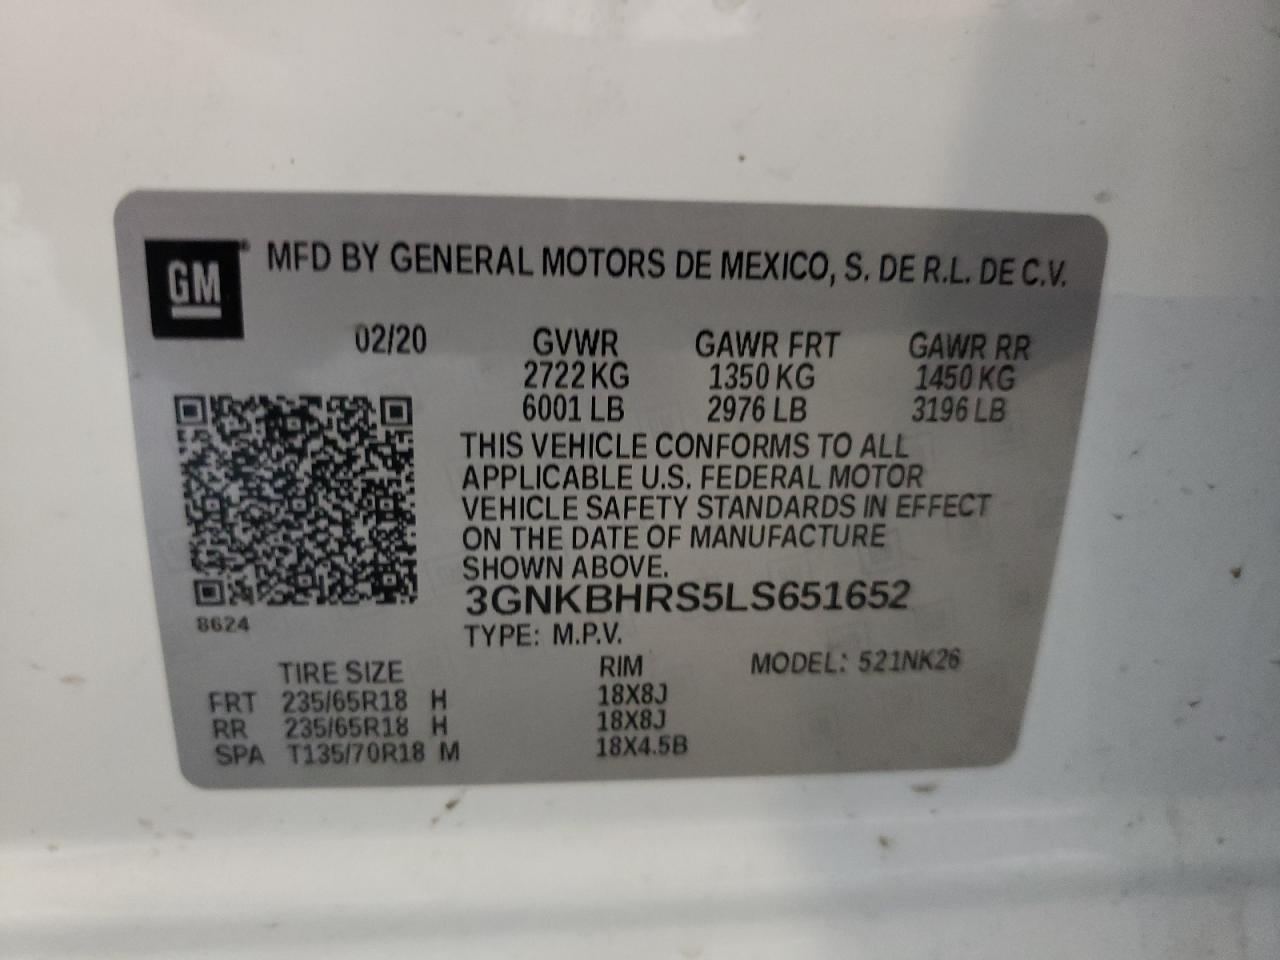 GM® MFD BY GENERAL MOTORS DE MEXICO, S. DE R.L. DE C.V.
02/20 GVWR GAWR FRT GAWR RR
2722 KG 1350 KG 1450 KG
6001 LB 2976 LB 3196 LB
THIS VEHICLE CONFORMS TO ALL
APPLICABLE U.S. FEDERAL MOTOR
VEHICLE SAFETY STANDARDS IN EFFECT
ON THE DATE OF MANUFACTURE
SHOWN ABOVE.
3GNKBHRS5LS651652
8624
TYPE: M.P.V.
TIRE SIZE RIM MODEL: 521NK26
FRT 235/65R18 H 18X8J
RR 235/65R18 H 18X8J
SPA T135/70R18 M 18X4.5B